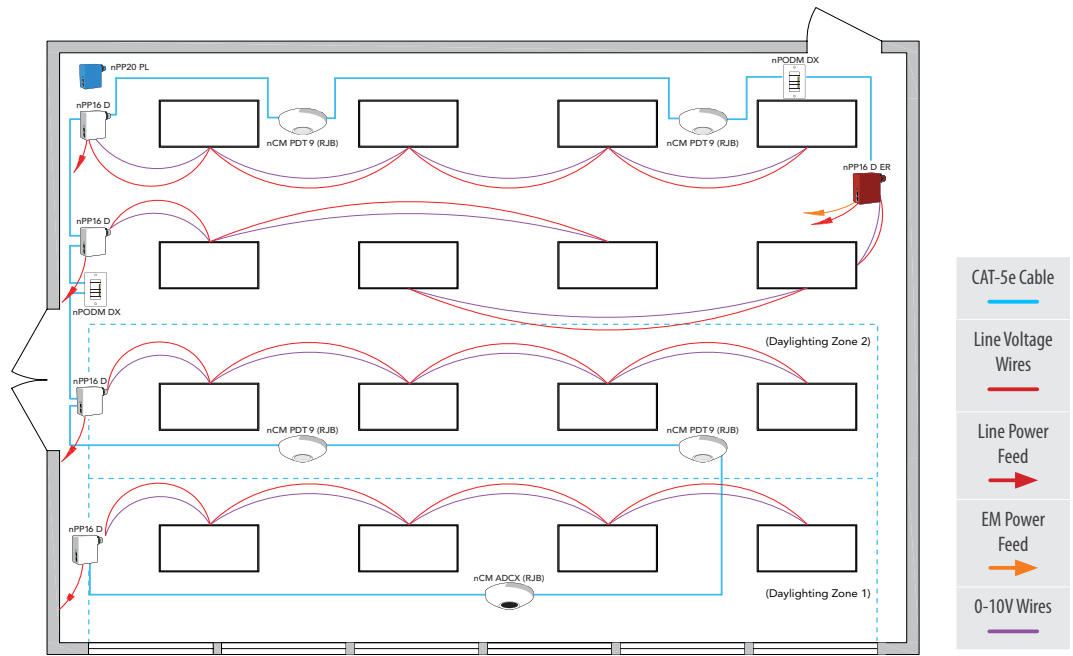 nPP20 PL
nPODM DX
nPP16 D
nCM PDT 9 (RJB)
nCM PDT 9 (RJB)
nPP16 D ER
nPP16 D
nPODM DX
(Daylighting Zone 2)
nPP16 D
nCM PDT 9 (RJB)
nCM PDT 9 (RJB)
nPP16 D
nCM ADCX (RJB)
(Daylighting Zone 1)
CAT-5e Cable
Line Voltage
Wires
Line Power
Feed
EM Power
Feed
0-10V Wires